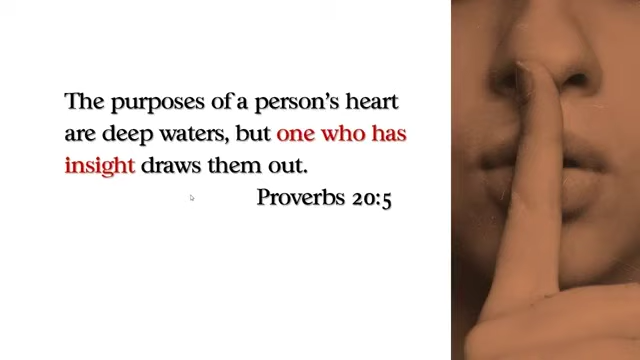 The purposes of a person’s heart
are deep waters, but one who has
insight draws them out.
Proverbs 20:5